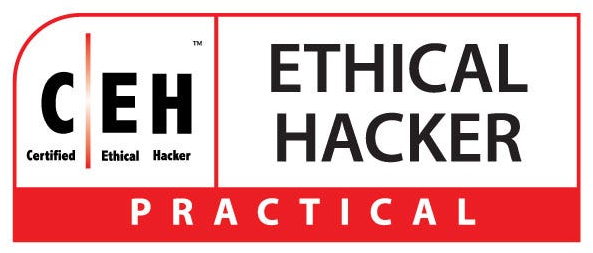 C|EH™
Certified Ethical Hacker
ETHICAL
HACKER
PRACTICAL